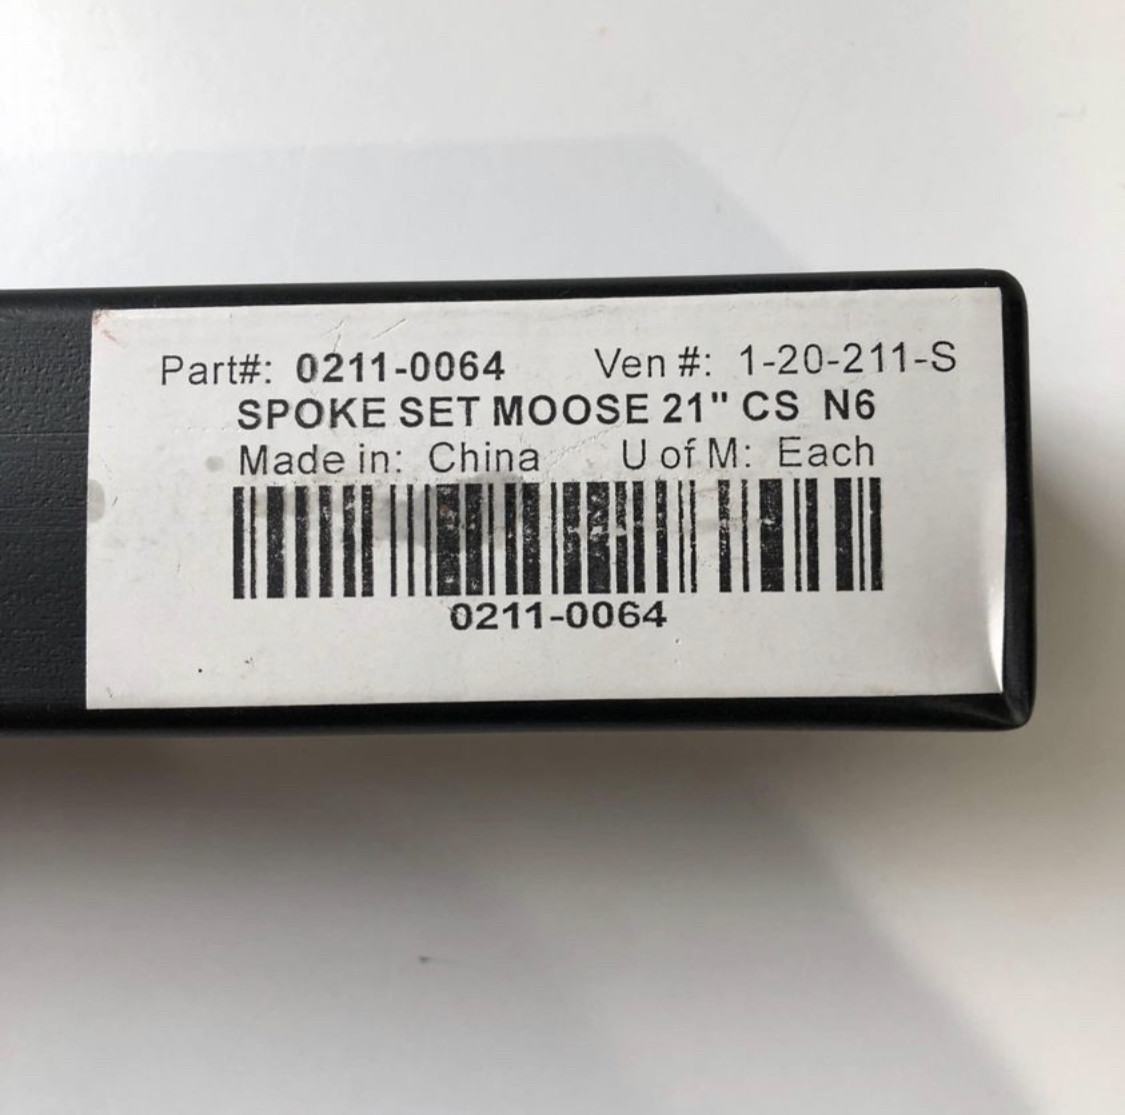 Part#: 0211-0064 Ven #: 1-20-211-S
SPOKE SET MOOSE 21" CS N6
Made in: China U of M: Each
0211-0064